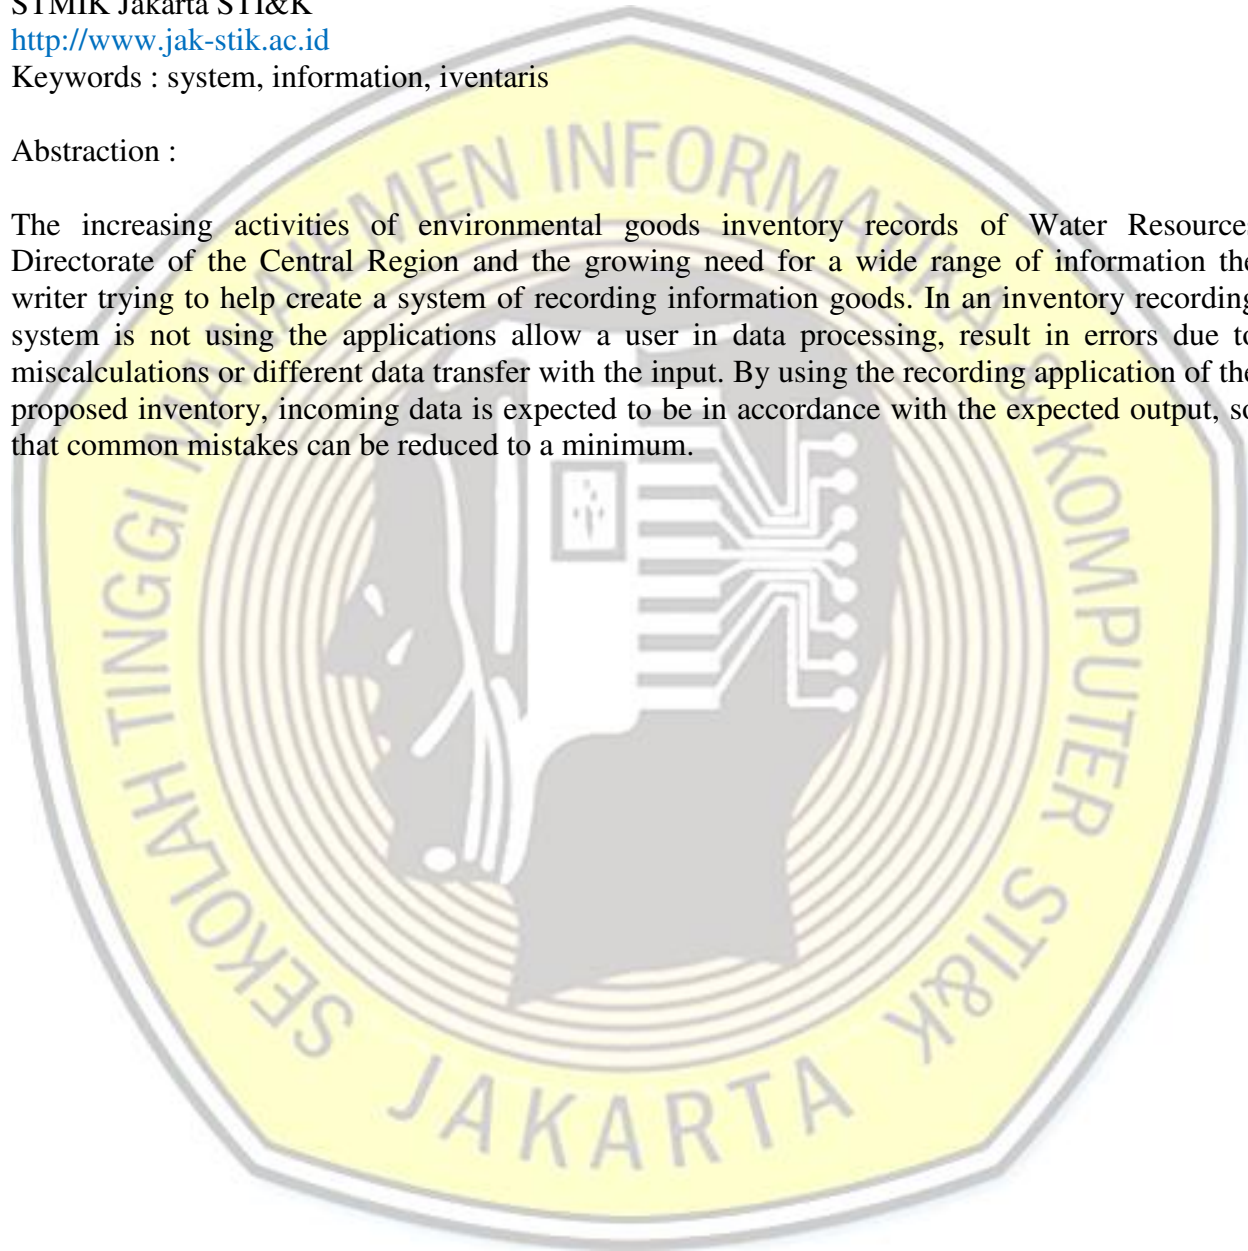 STMIK Jakarta STI&K
http://www.jak-stik.ac.id
Keywords : system, information, iventaris
Abstraction :
The increasing activities of environmental goods inventory records of Water Resources
Directorate of the Central Region and the growing need for a wide range of information the
writer trying to help create a system of recording information goods. In an inventory recording
system is not using the applications allow a user in data processing, result in errors due to
miscalculations or different data transfer with the input. By using the recording application of the
proposed inventory, incoming data is expected to be in accordance with the expected output, so
that common mistakes can be reduced to a minimum.
SEKOLAH TINGGI MANAJEMEN INFORMATIKA & KOMPUTER STI&K
JAKARTA